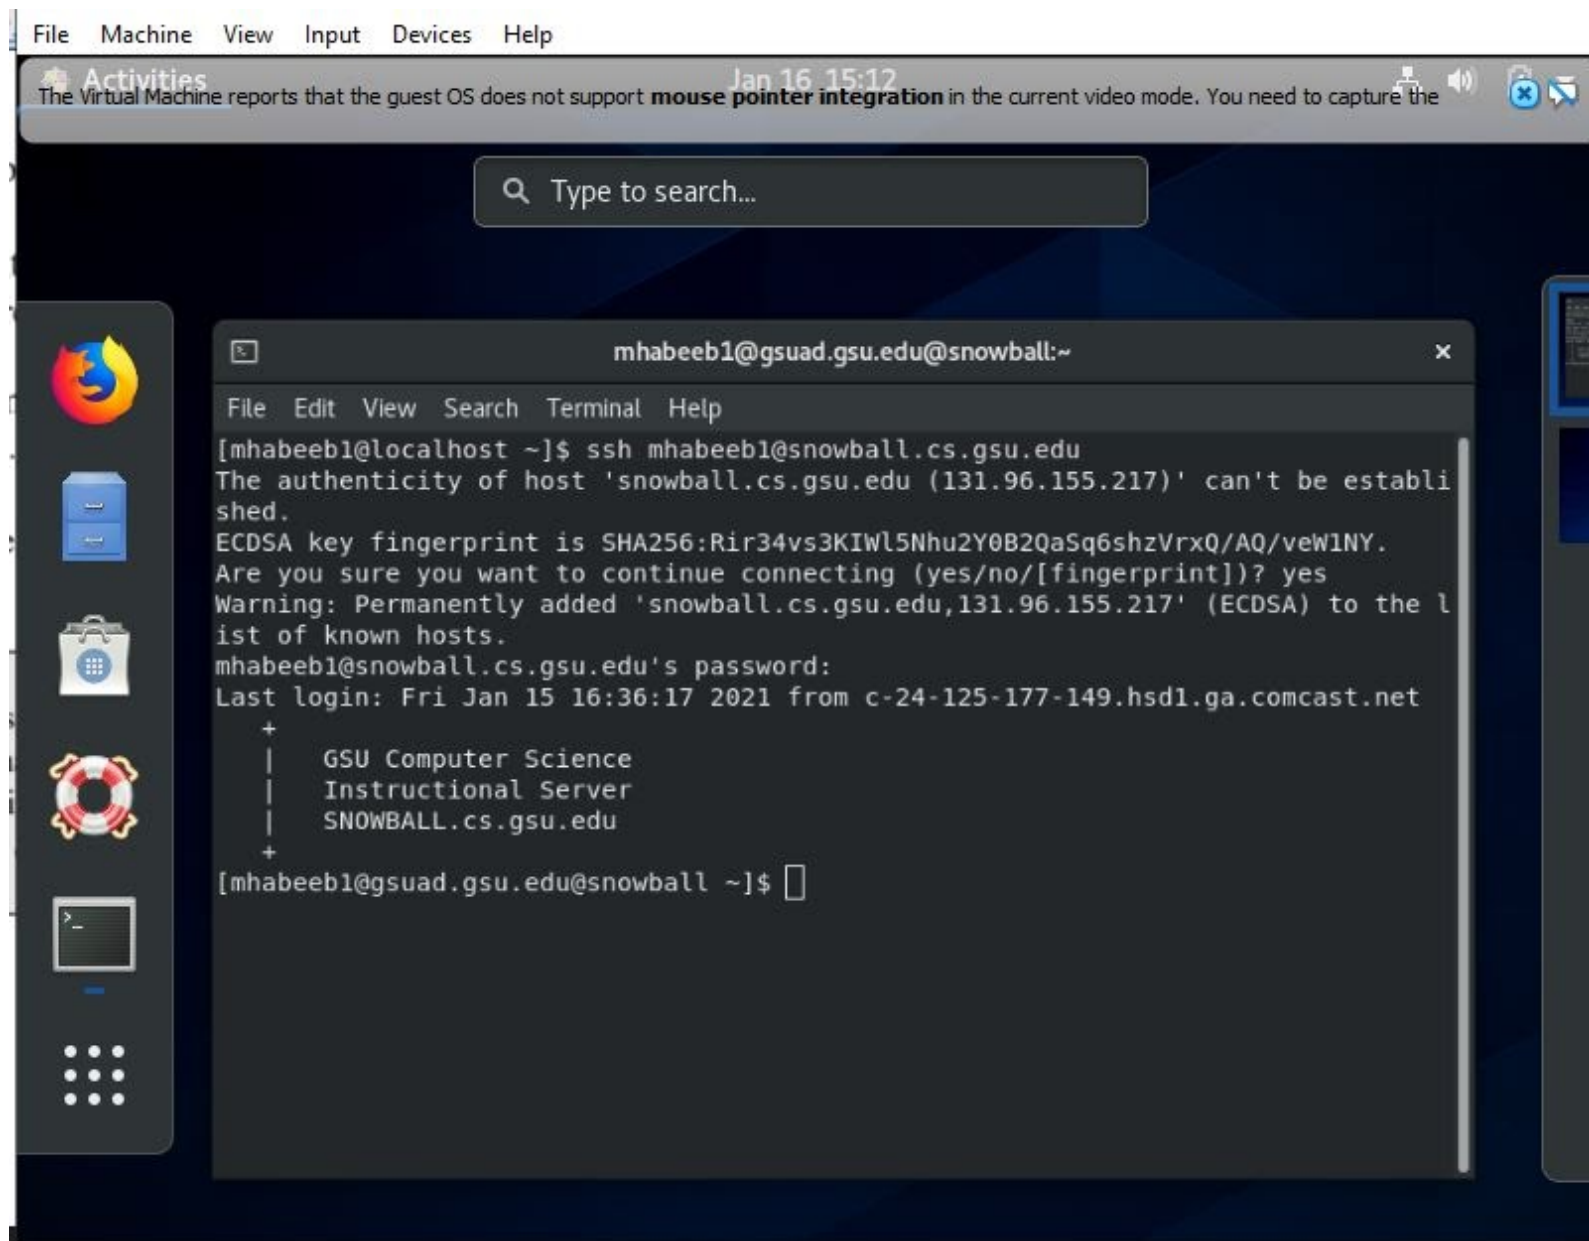 File Machine View Input Devices Help
Activities Jan 16 15:12
The Virtual Machine reports that the guest OS does not support mouse pointer integration in the current video mode. You need to capture the
Type to search...
mhabeeb1@gsuad.gsu.edu@snowball:~
File Edit View Search Terminal Help
[mhabeeb1@localhost ~]$ ssh mhabeeb1@snowball.cs.gsu.edu
The authenticity of host 'snowball.cs.gsu.edu (131.96.155.217)' can't be establi
shed.
ECDSA key fingerprint is SHA256:Rir34vs3KIWl5Nhu2Y0B2QaSq6shzVrxQ/AQ/veW1NY.
Are you sure you want to continue connecting (yes/no/[fingerprint])? yes
Warning: Permanently added 'snowball.cs.gsu.edu,131.96.155.217' (ECDSA) to the l
ist of known hosts.
mhabeeb1@snowball.cs.gsu.edu's password:
Last login: Fri Jan 15 16:36:17 2021 from c-24-125-177-149.hsd1.ga.comcast.net
+
| GSU Computer Science
| Instructional Server
| SNOWBALL.cs.gsu.edu
+
[mhabeeb1@gsuad.gsu.edu@snowball ~]$